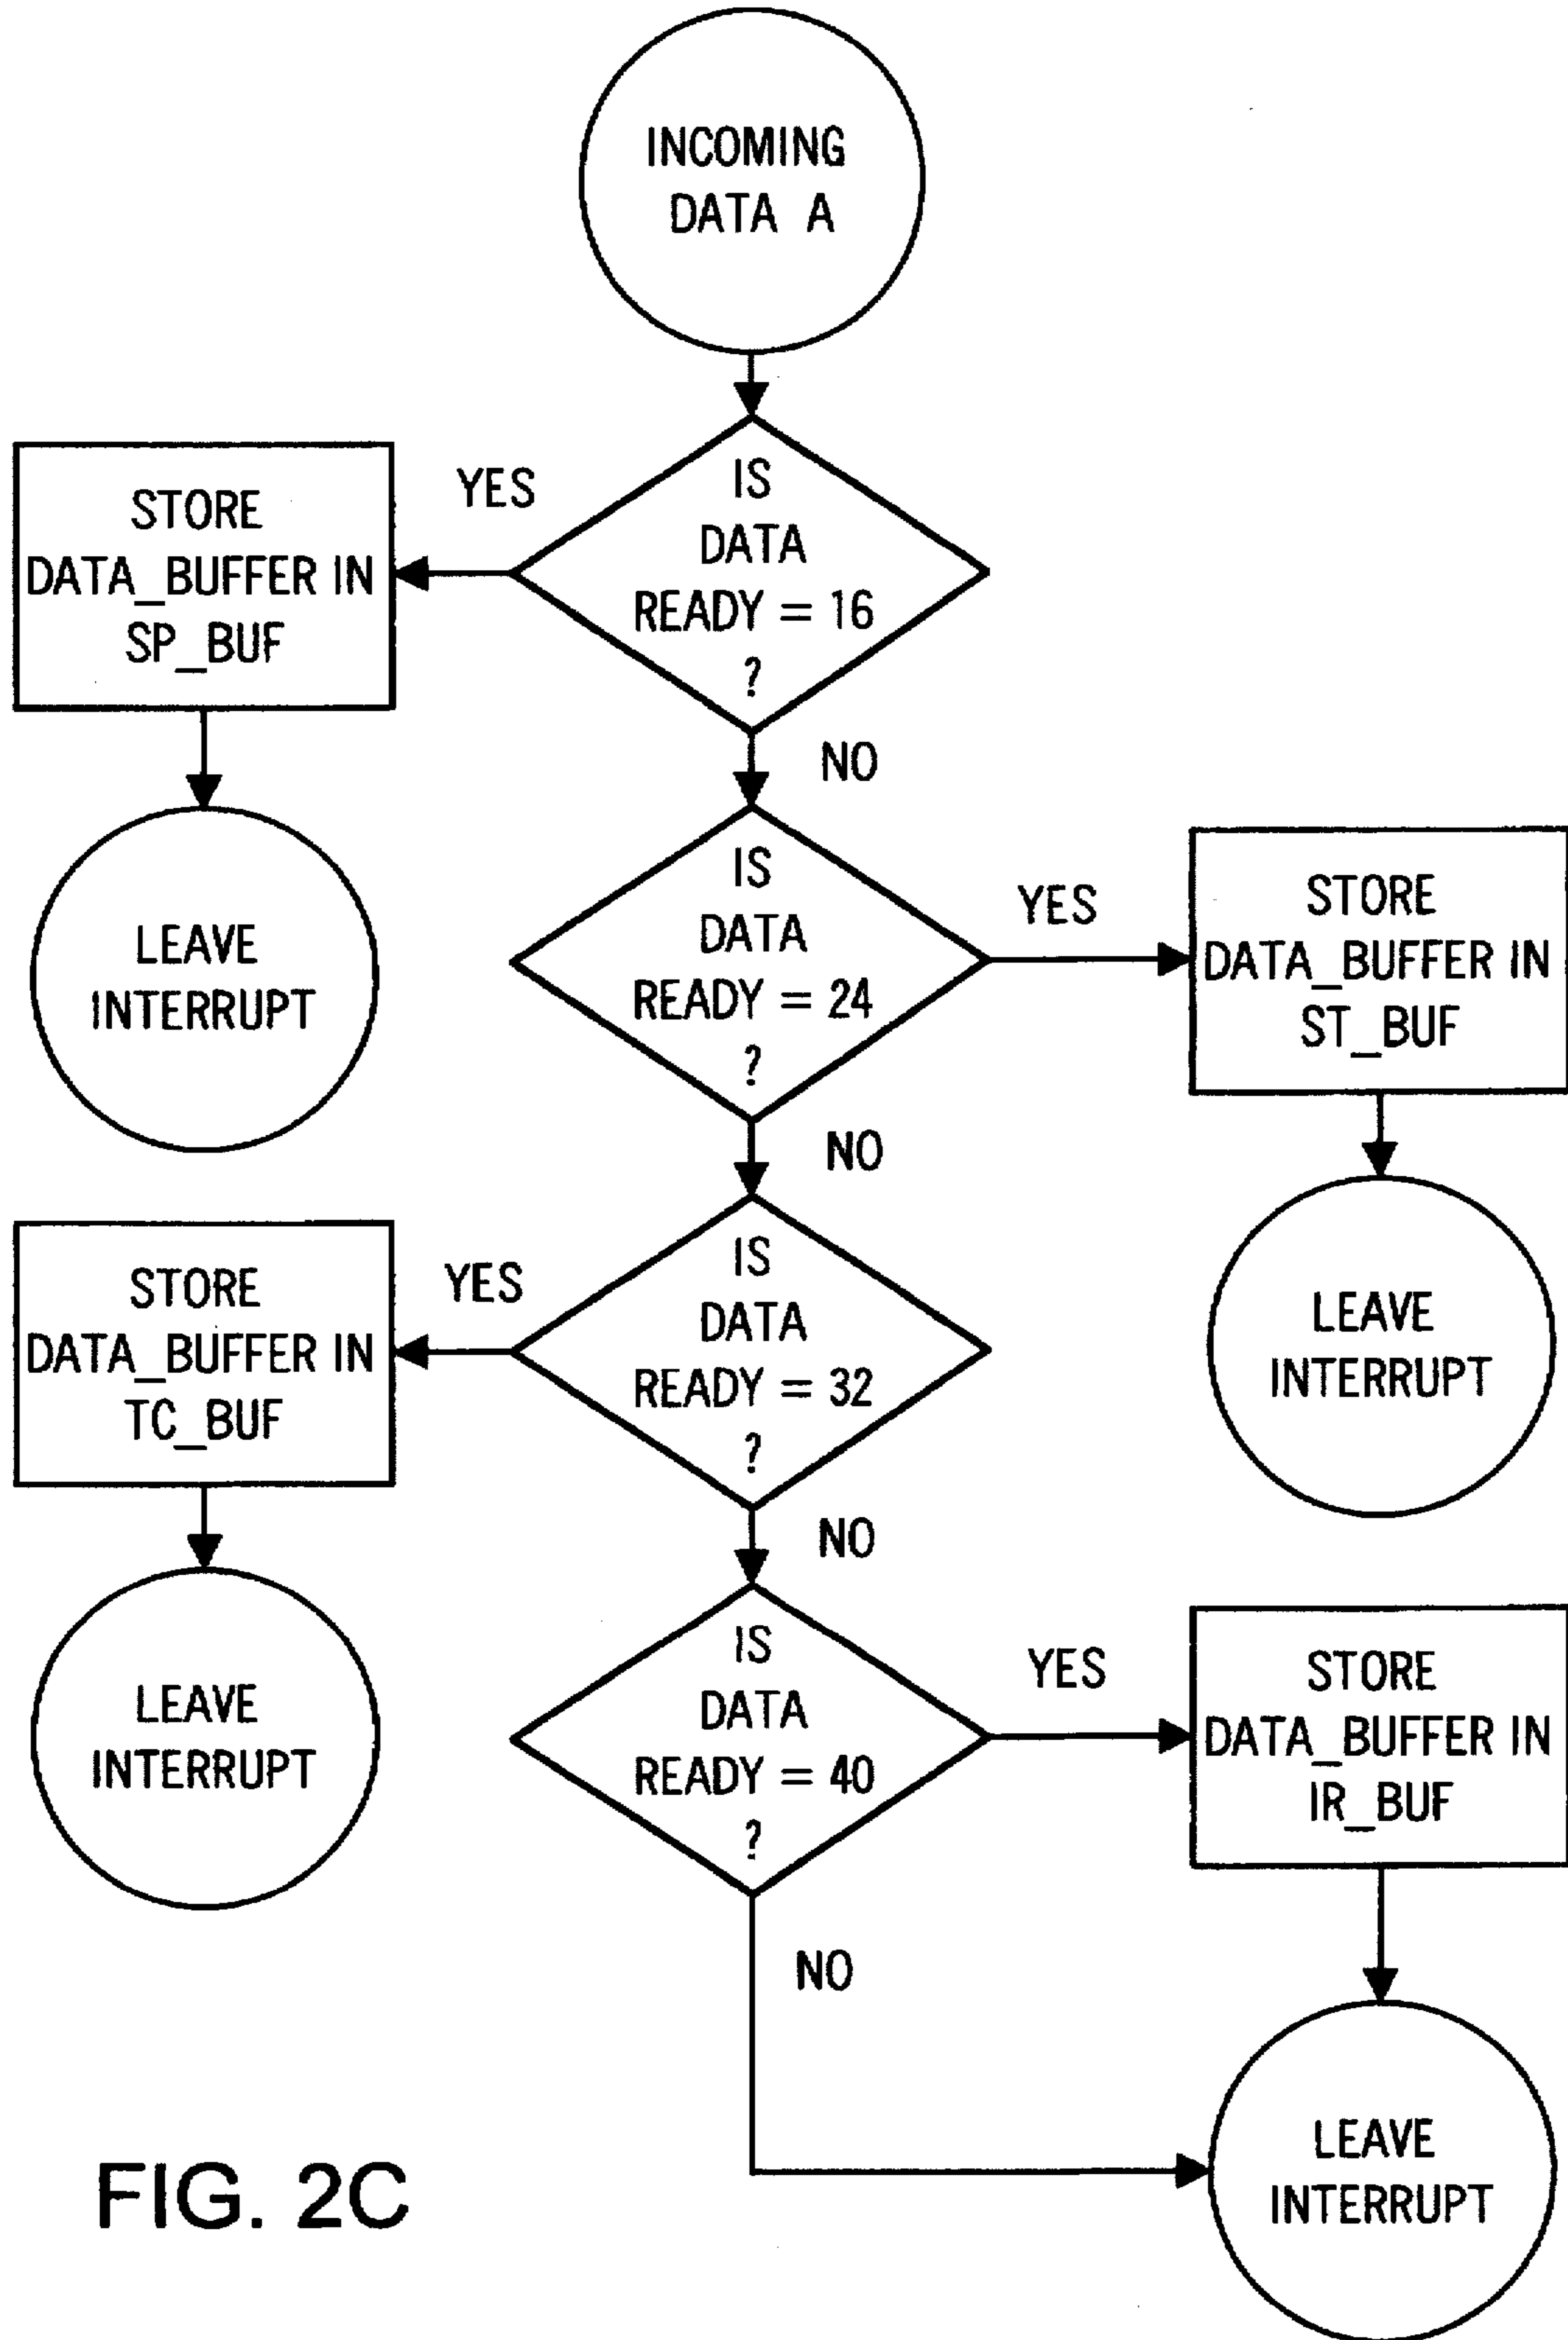 INCOMING
DATA A
IS
DATA
READY = 16
?
YES
STORE
DATA_BUFFER IN
SP_BUF
LEAVE
INTERRUPT
NO
IS
DATA
READY = 24
?
YES
STORE
DATA_BUFFER IN
ST_BUF
LEAVE
INTERRUPT
NO
IS
DATA
READY = 32
?
YES
STORE
DATA_BUFFER IN
TC_BUF
LEAVE
INTERRUPT
NO
IS
DATA
READY = 40
?
YES
STORE
DATA_BUFFER IN
IR_BUF
NO
LEAVE
INTERRUPT
FIG. 2C